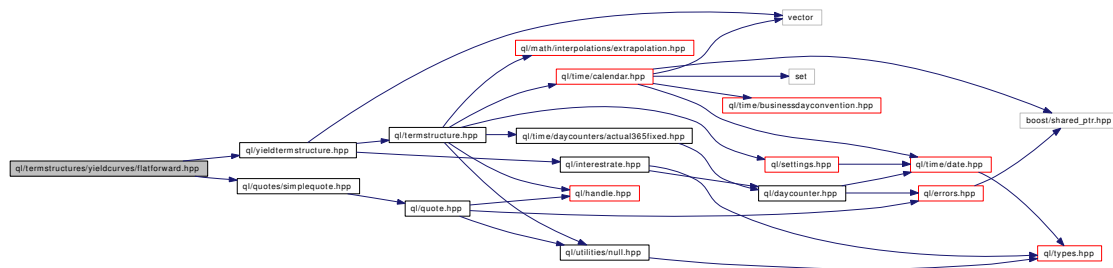 vector
ql/math/interpolations/extrapolation.hpp
ql/time/calendar.hpp
set
ql/time/businessdayconvention.hpp
boost/shared_ptr.hpp
ql/termstructure.hpp
ql/time/daycounters/actual365fixed.hpp
ql/yieldtermstructure.hpp
ql/interestrate.hpp
ql/settings.hpp
ql/time/date.hpp
ql/termstructures/yieldcurves/flatforward.hpp
ql/quotes/simplequote.hpp
ql/handle.hpp
ql/daycounter.hpp
ql/errors.hpp
ql/quote.hpp
ql/utilities/null.hpp
ql/types.hpp